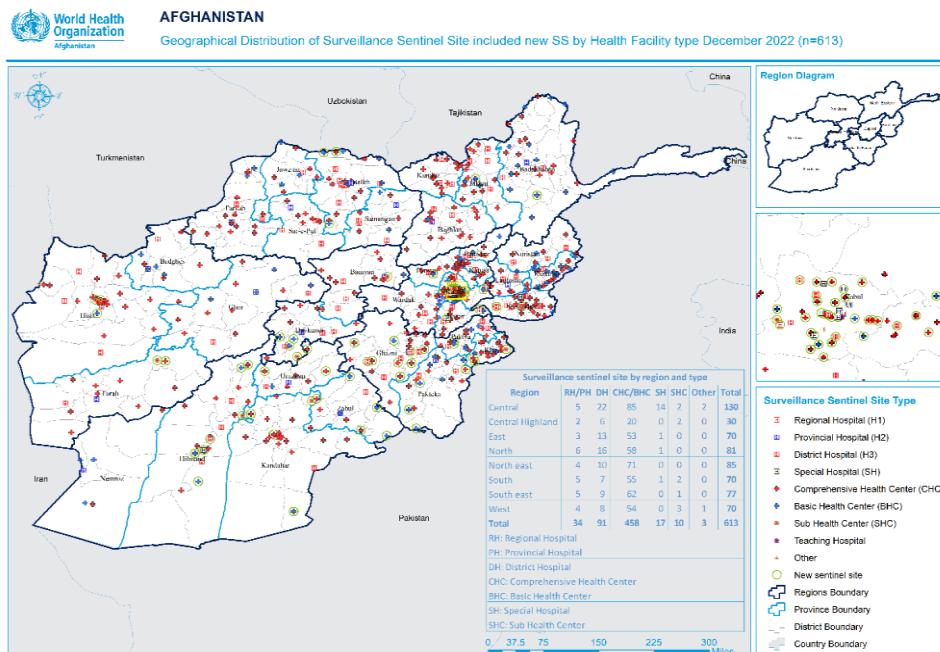 World Health
Organization
Afghanistan
AFGHANISTAN
Geographical Distribution of Surveillance Sentinel Site included new SS by Health Facility type December 2022 (n=613)
China
Uzbekistan
Tajikistan
Turkmenistan
China
Jawzjan
Kunduz
Badakhshan
Faryab
Sar-e-Pul
Samangan
Baghlan
Badghis
Nuristan
Bamyan
Hirat
Ghor
Wardak
Ghazni
India
Uruzgan
Paktika
Farah
Zabul
Hilmand
Kandahar
Iran
Nimroz
Pakistan
Surveillance sentinel site by region and type
Region RH/PH DH CHC/BHC SH SHC Other Total
Central 5 22 85 14 2 2 130
Central Highland 2 6 20 0 2 0 30
East 3 13 53 1 0 0 70
North 6 16 58 1 0 0 81
North east 4 10 71 0 0 0 85
South 5 7 55 1 2 0 70
South east 5 9 62 0 1 0 77
West 4 8 54 0 3 1 70
Total 34 91 458 17 10 3 613
RH: Regional Hospital
PH: Provincial Hospital
DH: District Hospital
CHC: Comprehensive Health Center
BHC: Basic Health Center
SH: Special Hospital
SHC: Sub Health Center
0 37.5 75 150 225 300
Miles
Region Diagram
Kabul
Surveillance Sentinel Site Type
Regional Hospital (H1)
Provincial Hospital (H2)
District Hospital (H3)
Special Hospital (SH)
Comprehensive Health Center (CHC
Basic Health Center (BHC)
Sub Health Center (SHC)
Teaching Hospital
Other
New sentinel site
Regions Boundary
Province Boundary
District Boundary
Country Boundary